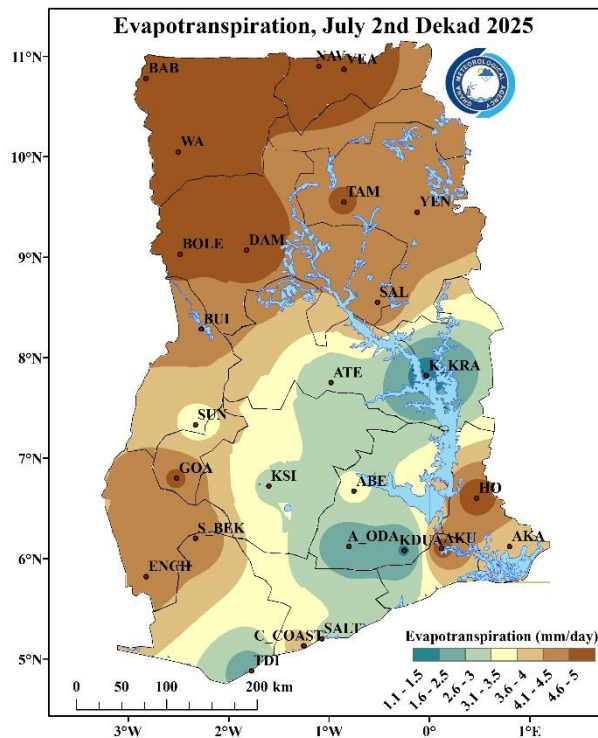 Evapotranspiration, July 2nd Dekad 2025
11°N
10°N
9°N
8°N
7°N
6°N
5°N
BAB
NAV
VEA
GHANA METEOROLOGICAL AGENCY
WA
TAM
YEN
BOLE
DAM
SAL
BUI
K_KRA
ATE
SUN
GOA
KSI
ABE
HO
S_BEK
A_ODA
KDUA
AKU
AKA
ENCH
C_COAST
SALT
TDI
Evapotranspiration (mm/day)
1.1 - 1.5
1.6 - 2.5
2.6 - 3
3.1 - 3.5
3.6 - 4
4.1 - 4.5
4.6 - 5
0 50 100 200 km
3°W 2°W 1°W 0° 1°E